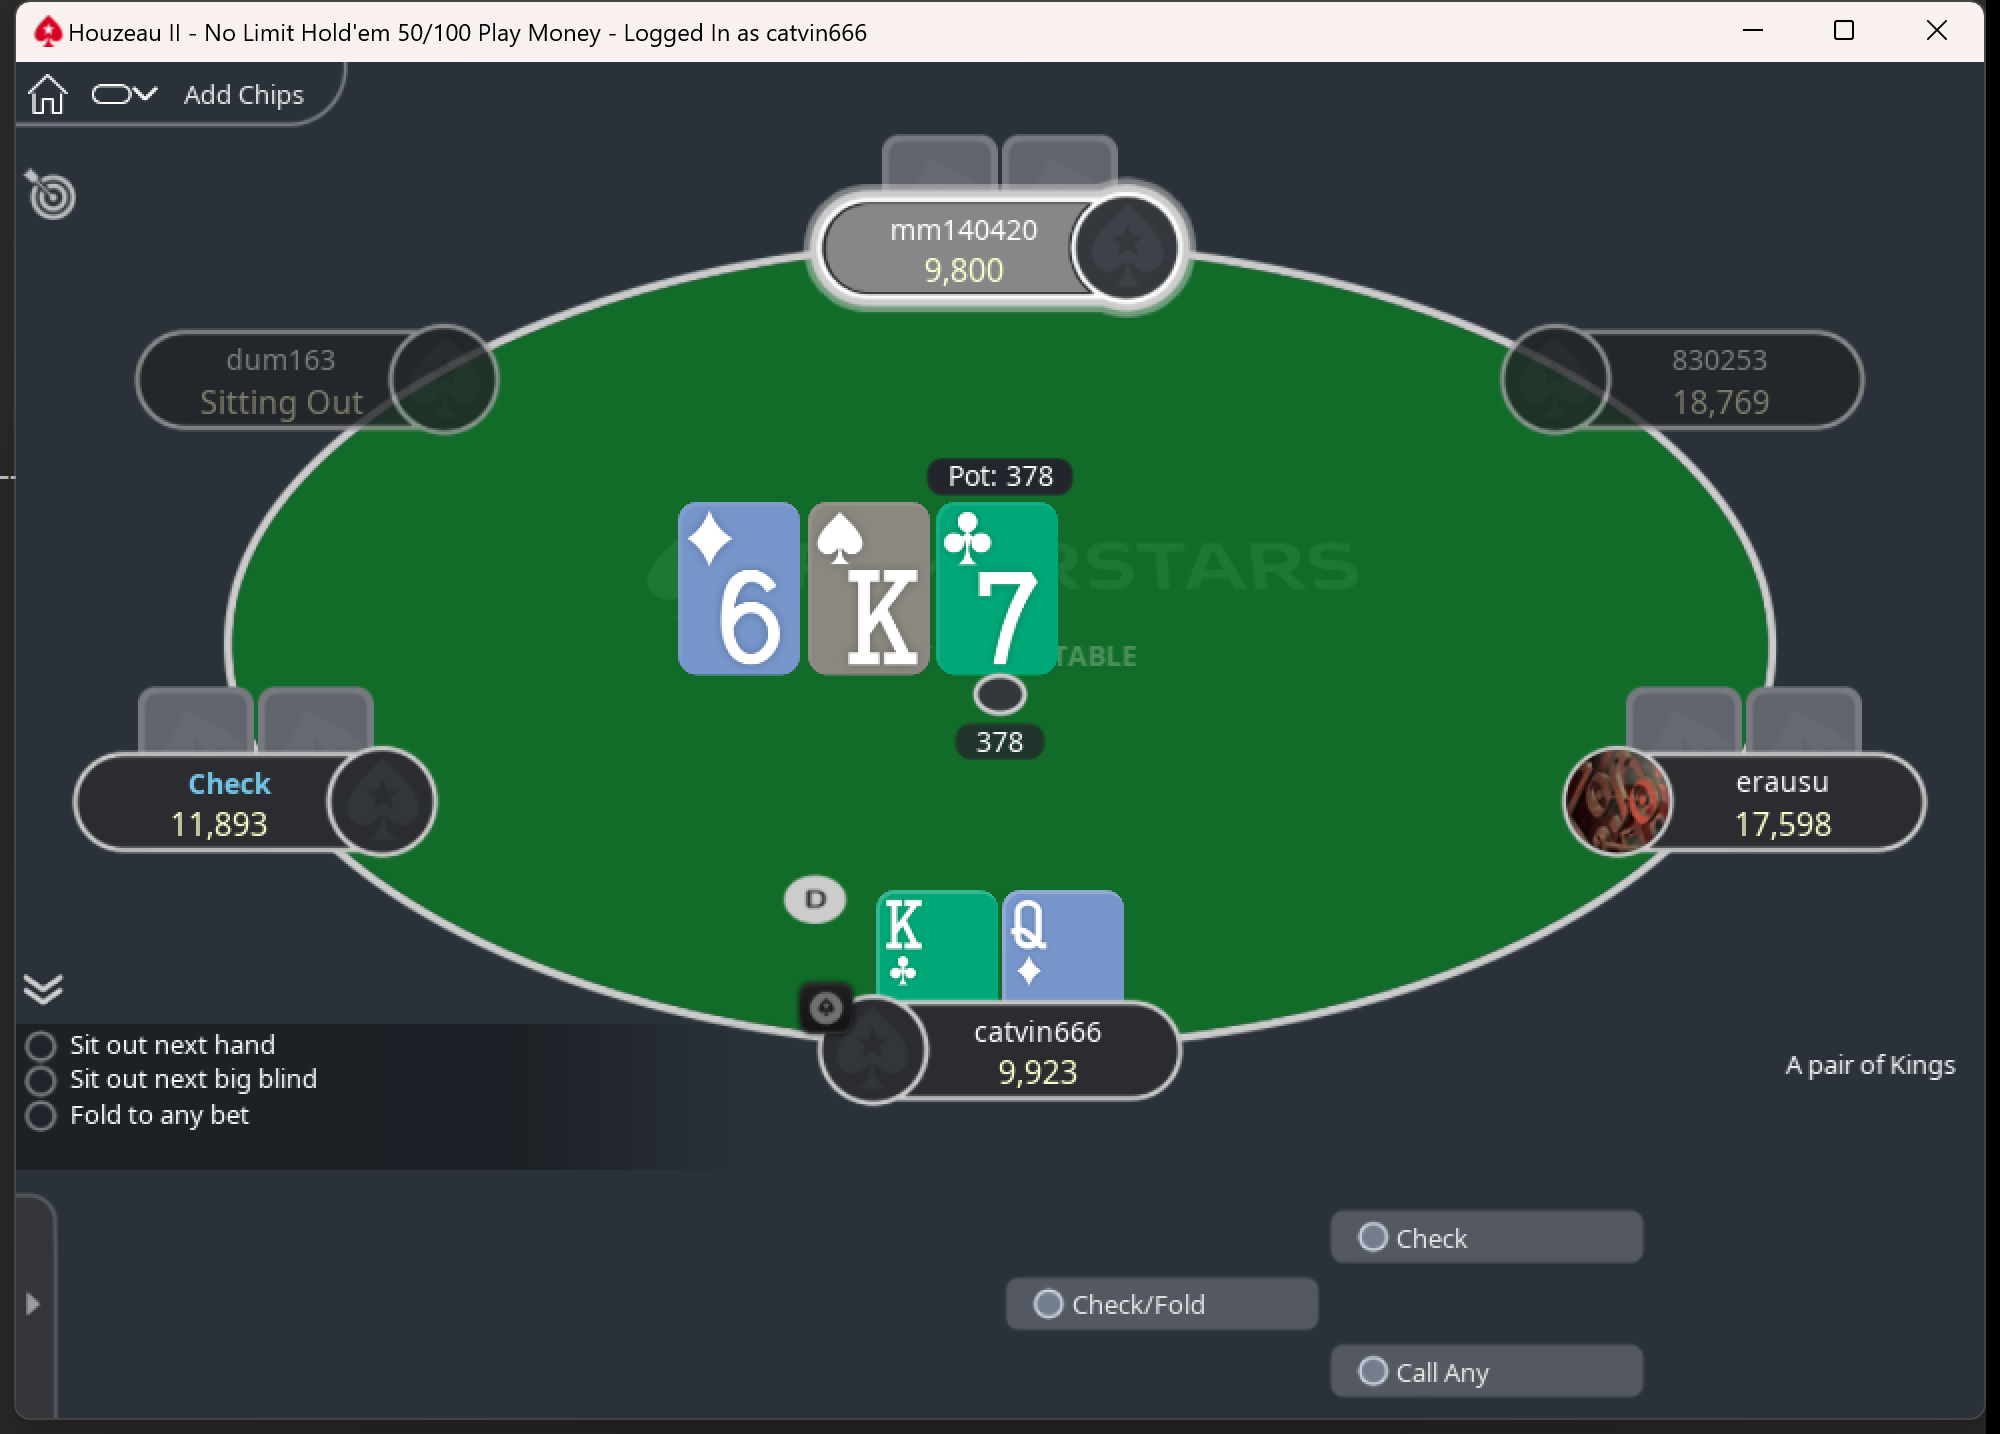 Houzeau II - No Limit Hold'em 50/100 Play Money - Logged In as catvin666
Add Chips
mm140420
9,800
dum163
Sitting Out
830253
18,769
Pot: 378
6
K
7
RSTARS
TABLE
378
Check
11,893
erausu
17,598
D
K
Q
catvin666
9,923
Sit out next hand
Sit out next big blind
Fold to any bet
A pair of Kings
Check
Check/Fold
Call Any